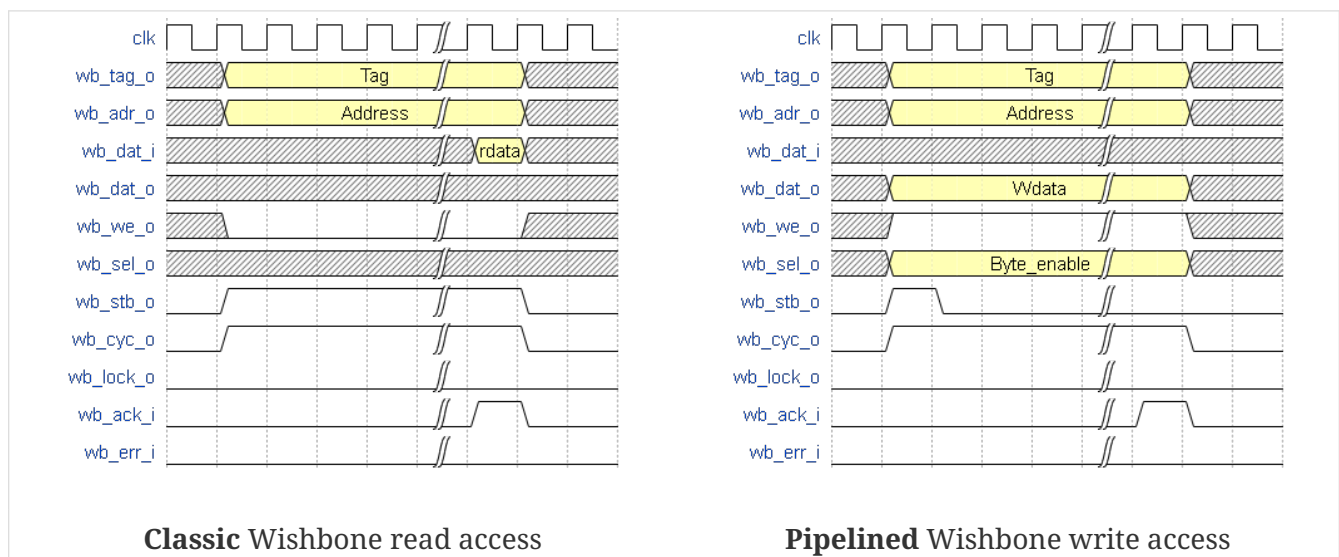 clk
wb_tag_o
Tag
wb_adr_o
Address
wb_dat_i
rdata
wb_dat_o
wb_we_o
wb_sel_o
wb_stb_o
wb_cyc_o
wb_lock_o
wb_ack_i
wb_err_i
Classic Wishbone read access
clk
wb_tag_o
Tag
wb_adr_o
Address
wb_dat_i
wb_dat_o
Wdata
wb_we_o
wb_sel_o
Byte_enable
wb_stb_o
wb_cyc_o
wb_lock_o
wb_ack_i
wb_err_i
Pipelined Wishbone write access